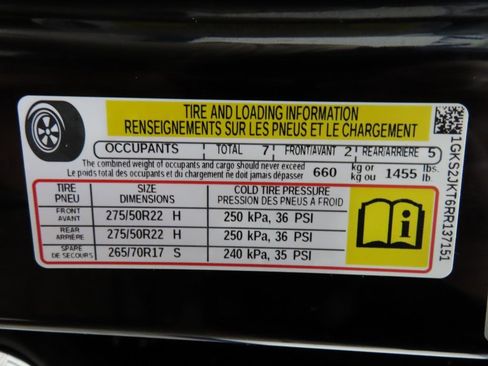 TIRE AND LOADING INFORMATION
RENSEIGNEMENTS SUR LES PNEUS ET LE CHARGEMENT
OCCUPANTS TOTAL 7 FRONT/AVANT 2 REAR/ARRIÈRE 5
The combined weight of occupants and cargo should never exceed
Le poids total des occupants et du chargement ne doit jamais dépasser
660 kg or 1455 lbs.
kg ou lb
TIRE SIZE COLD TIRE PRESSURE
PNEU DIMENSIONS PRESSION DES PNEUS A FROID
FRONT
AVANT 275/50R22 H 250 kPa, 36 PSI
REAR
ARRIÈRE 275/50R22 H 250 kPa, 36 PSI
SPARE
DE SECOURS 265/70R17 S 240 kPa, 35 PSI
i
1GKS2JKT6RR137151